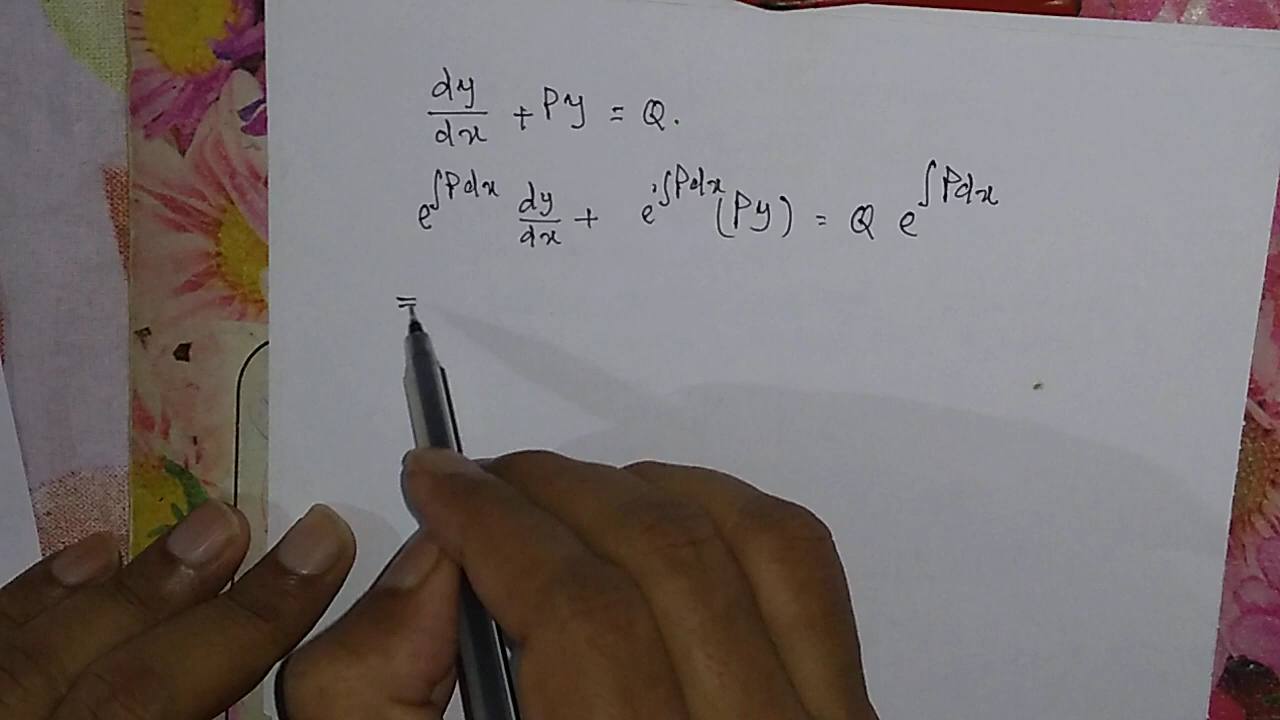 dy/dx + Py = Q.
e^∫Pdx dy/dx + e^∫Pdx (Py) = Q e^∫Pdx
=